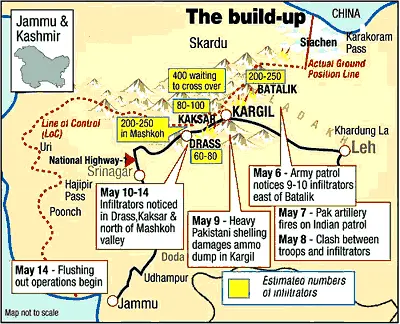 Jammu &
Kashmir
The build-up
CHINA
Karakoram
Pass
Siachen
Skardu
Actual Ground
Position Line
400 waiting
to cross over
200-250
BATALIK
80-100
200-250
in Mashkoh
KAKSAR
KARGIL
LADAK
Line of Control
(LoC)
Uri
Khardung La
Leh
National Highway-1
DRASS
60-80
Srinagar
Hajipir
Pass
Poonch
May 10-14
Infiltrators noticed
in Drass,Kaksar &
north of Mashkoh
valley
May 6 - Army patrol
notices 9-10 infiltrators
east of Batalik
May 9 - Heavy
Pakistani shelling
damages ammo
dump in Kargil
May 7 - Pak artillery
fires on Indian patrol
May 8 - Clash between
troops and infiltrators
May 14 - Flushing
out operations begin
Doda
Udhampur
Jammu
Estimated numbers
of infiltrators
Map not to scale